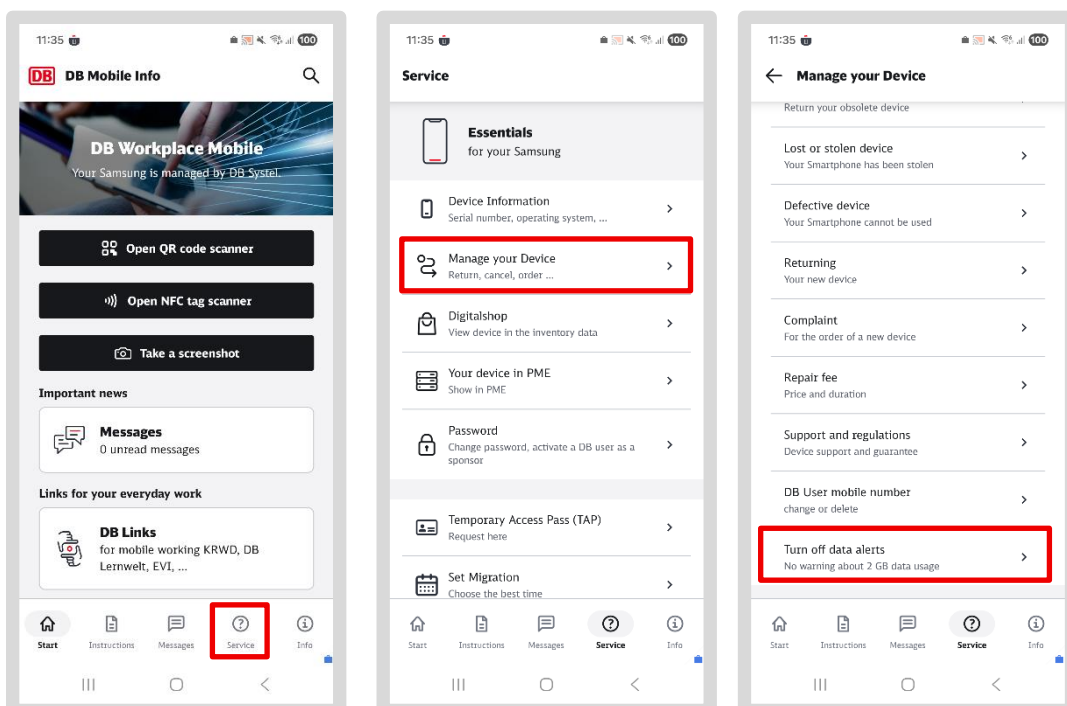 11:35
100
DB DB Mobile Info
DB Workplace Mobile
Your Samsung is managed by DB Systel.
Open QR code scanner
Open NFC tag scanner
Take a screenshot
Important news
Messages
0 unread messages
Links for your everyday work
DB Links
for mobile working KRWD, DB
Lernwelt, EVI, ...
Start Instructions Messages Service Info
11:35
100
Service
Essentials
for your Samsung
Device Information
Serial number, operating system, ...
Manage your Device
Return, cancel, order ...
Digitalshop
View device in the inventory data
Your device in PME
Show in PME
Password
Change password, activate a DB user as a
sponsor
Temporary Access Pass (TAP)
Request here
Set Migration
Choose the best time
Start Instructions Messages Service Info
11:35
100
Manage your Device
Return your obsolete device
Lost or stolen device
Your Smartphone has been stolen
Defective device
Your Smartphone cannot be used
Returning
Your new device
Complaint
For the order of a new device
Repair fee
Price and duration
Support and regulations
Device support and guarantee
DB User mobile number
change or delete
Turn off data alerts
No warning about 2 GB data usage
Start Instructions Messages Service Info